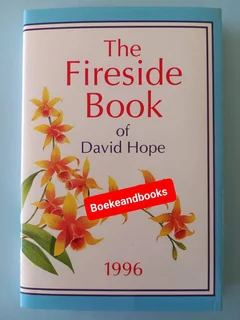 The
Fireside
Book
of
David Hope
Boekeandbooks
1996